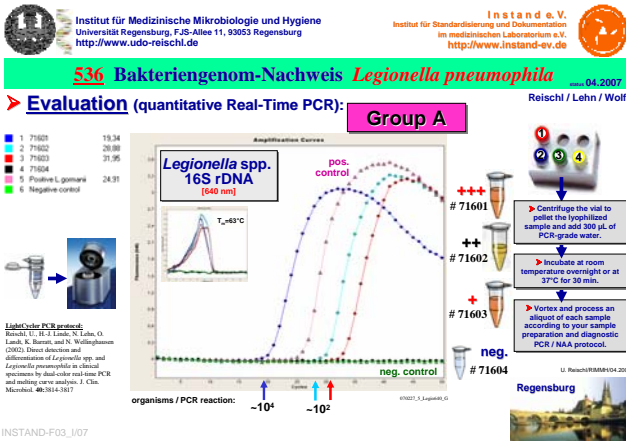 Institut für Medizinische Mikrobiologie und Hygiene
Universität Regensburg, FJS-Allee 11, 93053 Regensburg
http://www.udo-reischl.de
I n s t a n d e. V.
Institut für Standardisierung und Dokumentation
im medizinischen Laboratorium e.V.
http://www.instand-ev.de
536 Bakteriengenom-Nachweis Legionella pneumophila
status 04.2007
Evaluation (quantitative Real-Time PCR):
Reischl / Lehn / Wolf
Group A
1 71601 19,34
2 71602 28,88
3 71603 31,95
4 71604
5 Positive L.gormanii 24,91
6 Negative control
Amplification Curves
Legionella spp.
16S rDNA
[640 nm]
pos.
control
Tm=63°C
neg. control
Cycles
+++
# 71601
++
# 71602
+
# 71603
neg.
# 71604
1
2 3 4
Centrifuge the vial to
pellet the lyophilized
sample and add 300 µL of
PCR-grade water.
Incubate at room
temperature overnight or at
37°C for 30 min.
Vortex and process an
aliquot of each sample
according to your sample
preparation and diagnostic
PCR / NAA protocol.
LightCycler PCR protocol:
Reischl, U., H.-J. Linde, N. Lehn, O.
Landt, K. Barratt, and N. Wellinghausen
(2002). Direct detection and
differentiation of Legionella spp. and
Legionella pneumophila in clinical
specimens by dual-color real-time PCR
and melting curve analysis. J. Clin.
Microbiol. 40:3814-3817
organisms / PCR reaction:
~10⁴
~10²
U. Reischl/RIMMH/04.200
Regensburg
INSTAND-F03_I/07